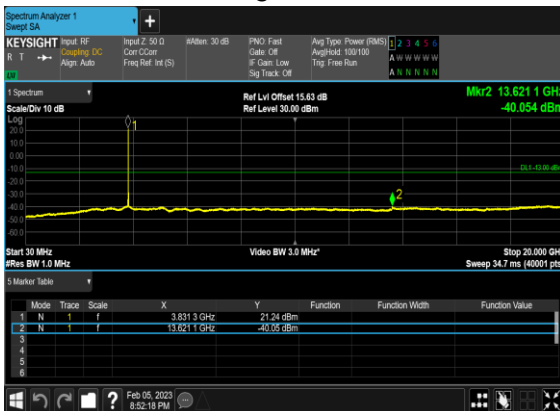 Spectrum Analyzer 1
Swept SA
KEYSIGHT Input: RF Input Z: 50 Ω #Atten: 30 dB PNO: Fast Avg Type: Power (RMS) 1 2 3 4 5 6
R T Coupling: DC Corr CCorr Gate: Off Avg|Hold: 100/100 A W W W W W
Align: Auto Freq Ref: Int (S) IF Gain: Low Trig: Free Run
Sig Track: Off A N N N N N
1 Spectrum Ref Lvl Offset 15.63 dB Mkr2 13.621 1 GHz
Scale/Div 10 dB Ref Level 30.00 dBm -40.054 dBm
Log
20.0
10.0
0.00
-10.0
DL1 -13.00 dBm
-20.0
-30.0
-40.0
-50.0
-60.0
1
2
Start 30 MHz Video BW 3.0 MHz* Stop 20.000 GHz
#Res BW 1.0 MHz Sweep 34.7 ms (40001 pts)
5 Marker Table
Mode Trace Scale X Y Function Function Width Function Value
1 N 1 f 3.831 3 GHz 21.24 dBm
2 N 1 f 13.621 1 GHz -40.05 dBm
3
4
5
6
Feb 05, 2023
8:52:18 PM